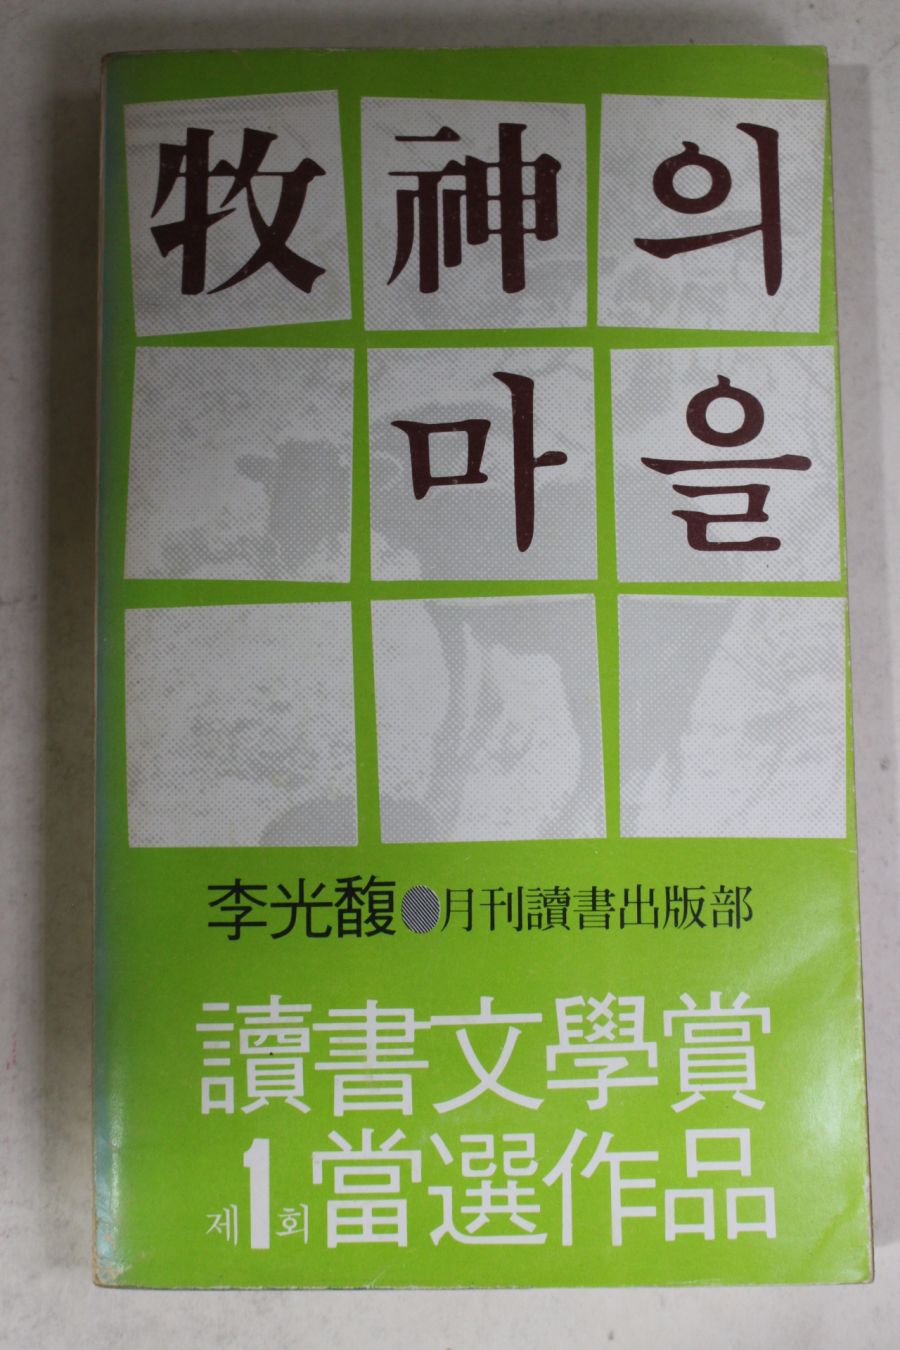 牧神의
마을
李光馥●月刊讀書出版部
讀書文學賞
제1회當選作品